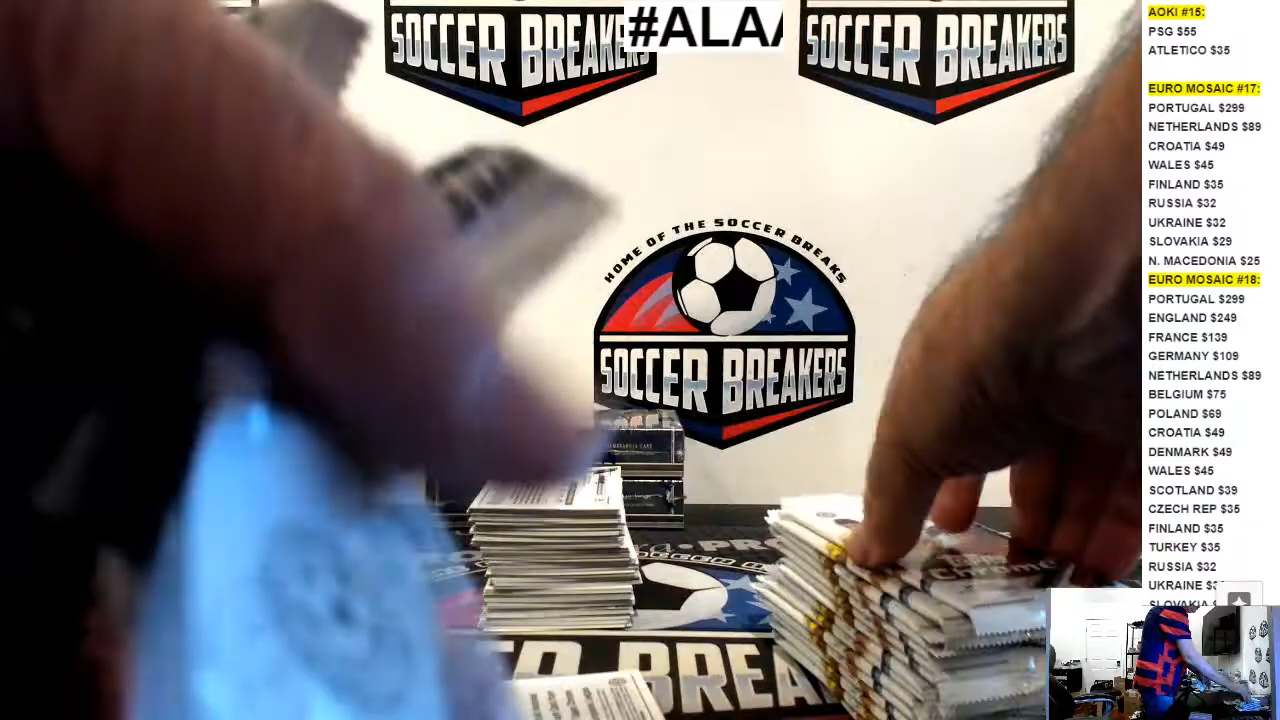 SOCCER BREAKERS
#ALA
SOCCER BREAKERS
HOME OF THE SOCCER BREAKS
SOCCER BREAKERS
AOKI #15:
PSG $55
ATLETICO $35
EURO MOSAIC #17:
PORTUGAL $299
NETHERLANDS $89
CROATIA $49
WALES $45
FINLAND $35
RUSSIA $32
UKRAINE $32
SLOVAKIA $29
N. MACEDONIA $25
EURO MOSAIC #18:
PORTUGAL $299
ENGLAND $249
FRANCE $139
GERMANY $109
NETHERLANDS $89
BELGIUM $75
POLAND $69
CROATIA $49
DENMARK $49
WALES $45
SCOTLAND $39
CZECH REP $35
FINLAND $35
TURKEY $35
RUSSIA $32
UKRAINE
SLOVAKIA
Chrome